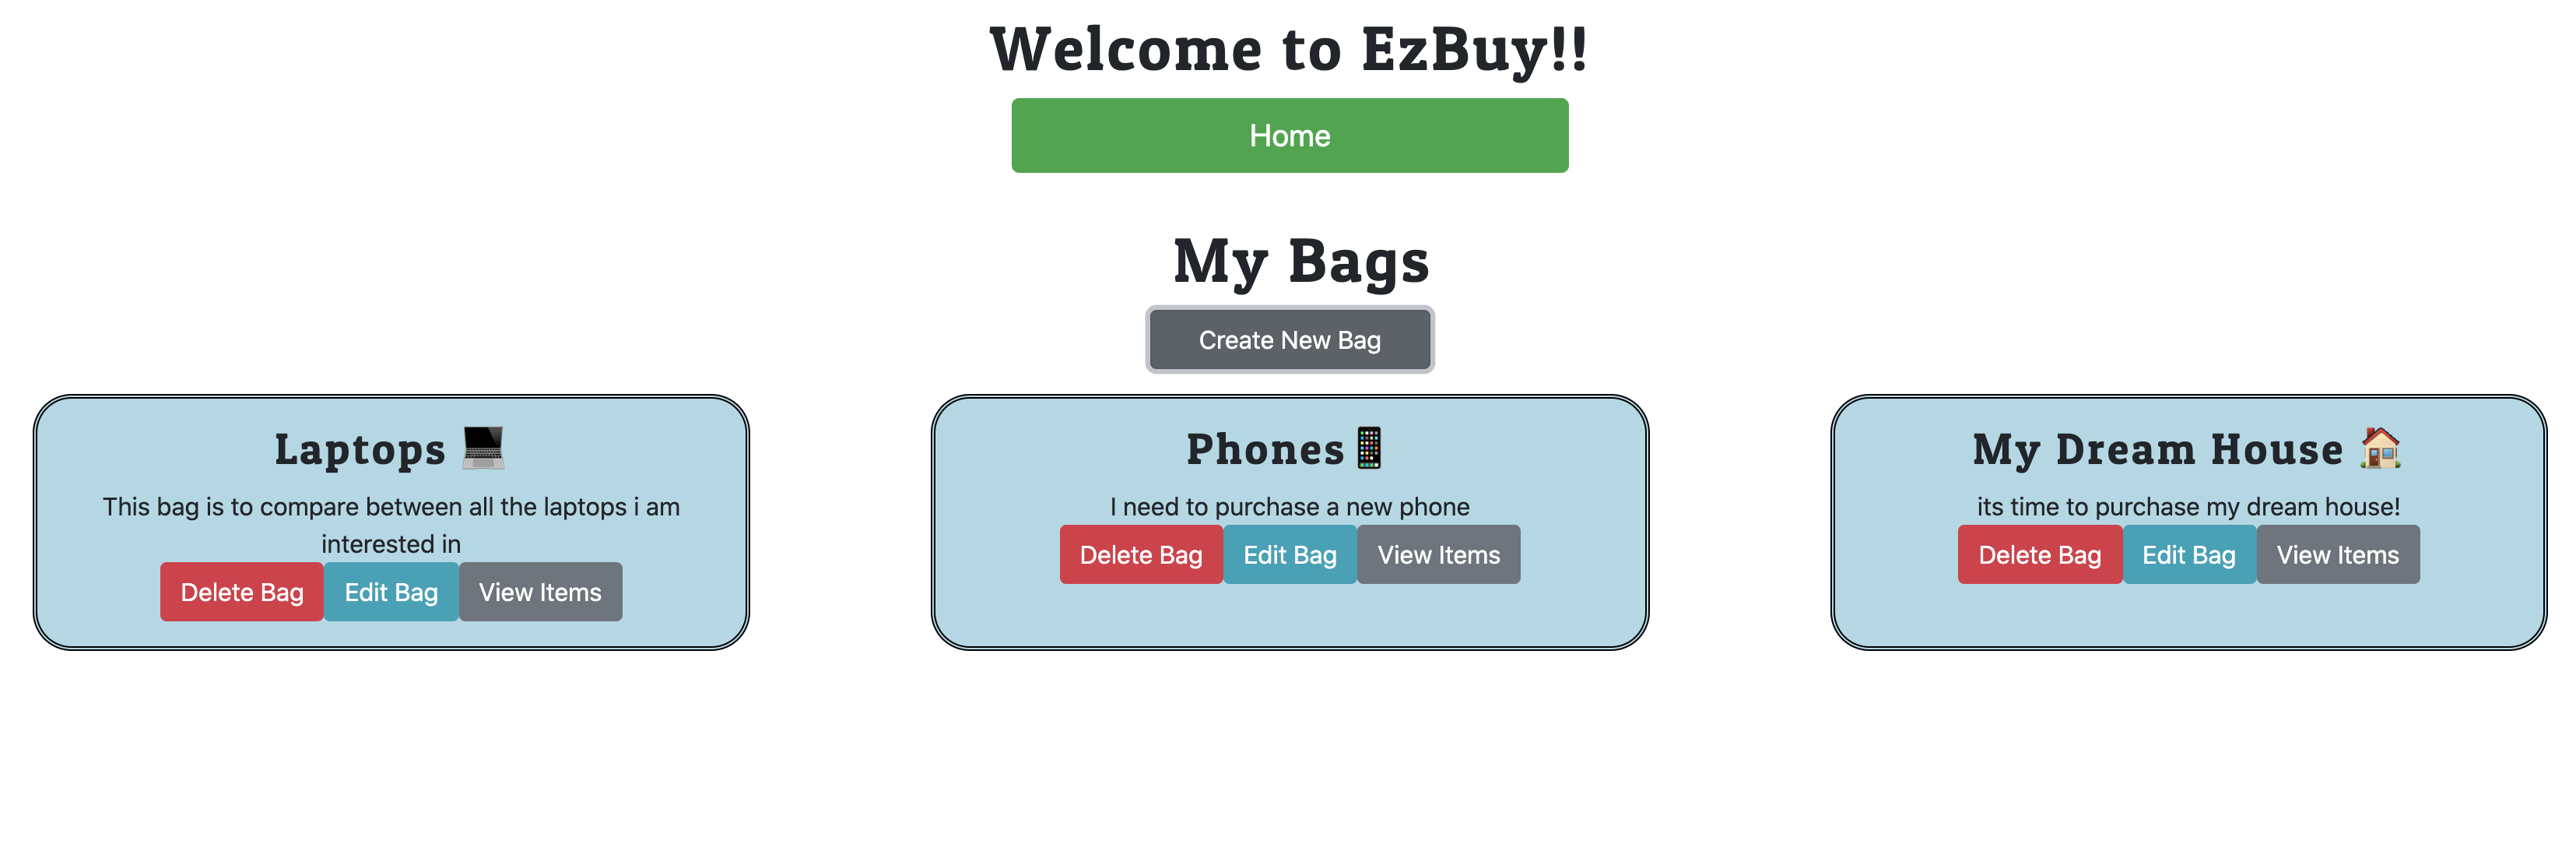 Welcome to EzBuy!!
Home
My Bags
Create New Bag
Laptops 💻
This bag is to compare between all the laptops i am
interested in
Delete Bag Edit Bag View Items
Phones📱
I need to purchase a new phone
Delete Bag Edit Bag View Items
My Dream House 🏠
its time to purchase my dream house!
Delete Bag Edit Bag View Items